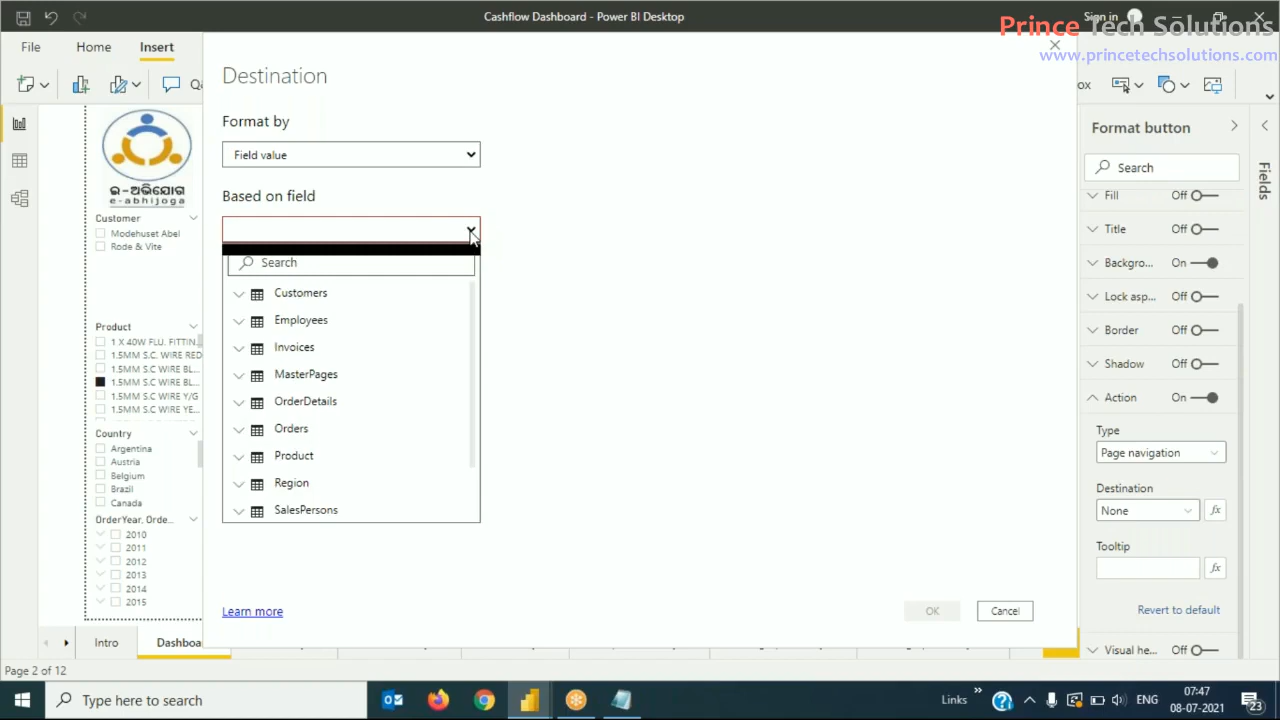 Cashflow Dashboard - Power BI Desktop
Sign in
Prince Tech Solutions
www.princetechsolutions.com
File
Home
Insert
Destination
Format by
Field value
Based on field
Search
Customers
Employees
Invoices
MasterPages
OrderDetails
Orders
Product
Region
SalesPersons
Learn more
OK
Cancel
ଇ-ଅଭିଯୋଗ
e-abhijoga
Customer
Modehuset Abel
Rode & Vite
Product
1 X 40W FLU. FITTIN...
1.5MM S.C. WIRE RED
1.5MM S.C WIRE BL...
1.5MM S.C WIRE BL...
1.5MM S.C WIRE Y/G
1.5MM S.C WIRE YE...
Country
Argentina
Austria
Belgium
Brazil
Canada
OrderYear, Orde...
2010
2011
2012
2013
2014
2015
Format button
Search
Fill Off
Title Off
Backgro... On
Lock asp... Off
Border Off
Shadow Off
Action On
Type
Page navigation
Destination
None fx
Tooltip
fx
Revert to default
Visual he... Off
Fields
Intro
Dashboa
Page 2 of 12
Type here to search
Links
ENG
07:47
08-07-2021
23